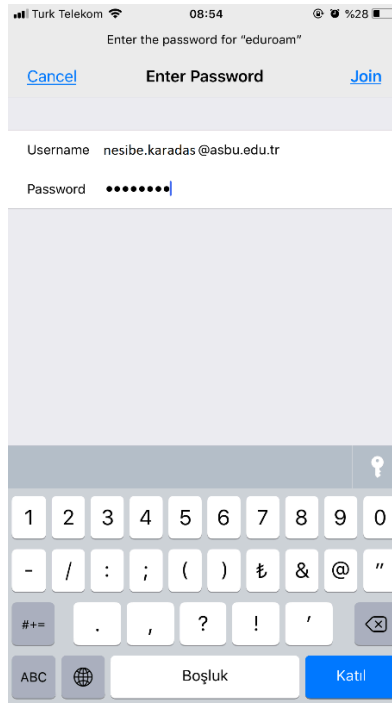 Turk Telekom 08:54 %28
Enter the password for “eduroam”
Cancel Enter Password Join
Username nesibe.karadas@asbu.edu.tr
Password ••••••••
1 2 3 4 5 6 7 8 9 0
- / : ; ( ) ₺ & @ "
#+= . , ? ! ’
ABC Boşluk Katıl